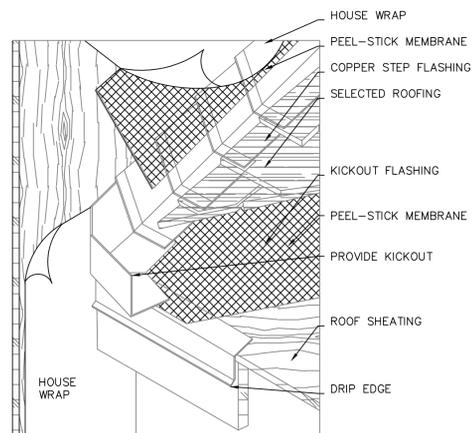 HOUSE WRAP
PEEL-STICK MEMBRANE
COPPER STEP FLASHING
SELECTED ROOFING
KICKOUT FLASHING
PEEL-STICK MEMBRANE
PROVIDE KICKOUT
ROOF SHEATING
DRIP EDGE
HOUSE
WRAP